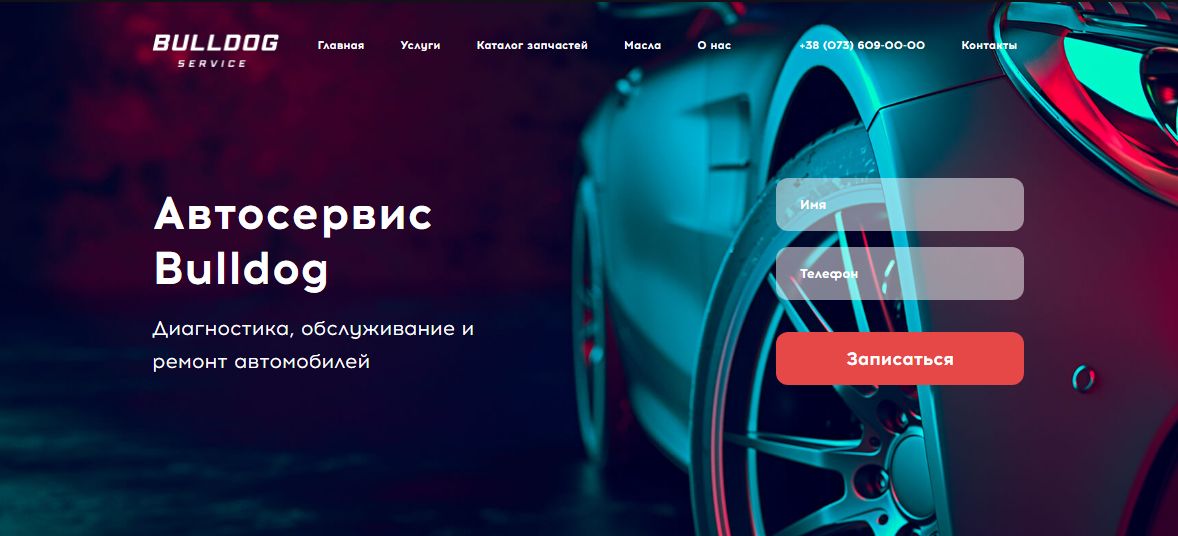 BULLDOG
SERVICE
Главная Услуги Каталог запчастей Масла О нас +38 (073) 609-00-00 Контакты
Автосервис
Bulldog
Диагностика, обслуживание и
ремонт автомобилей
Имя
Телефон
Записаться